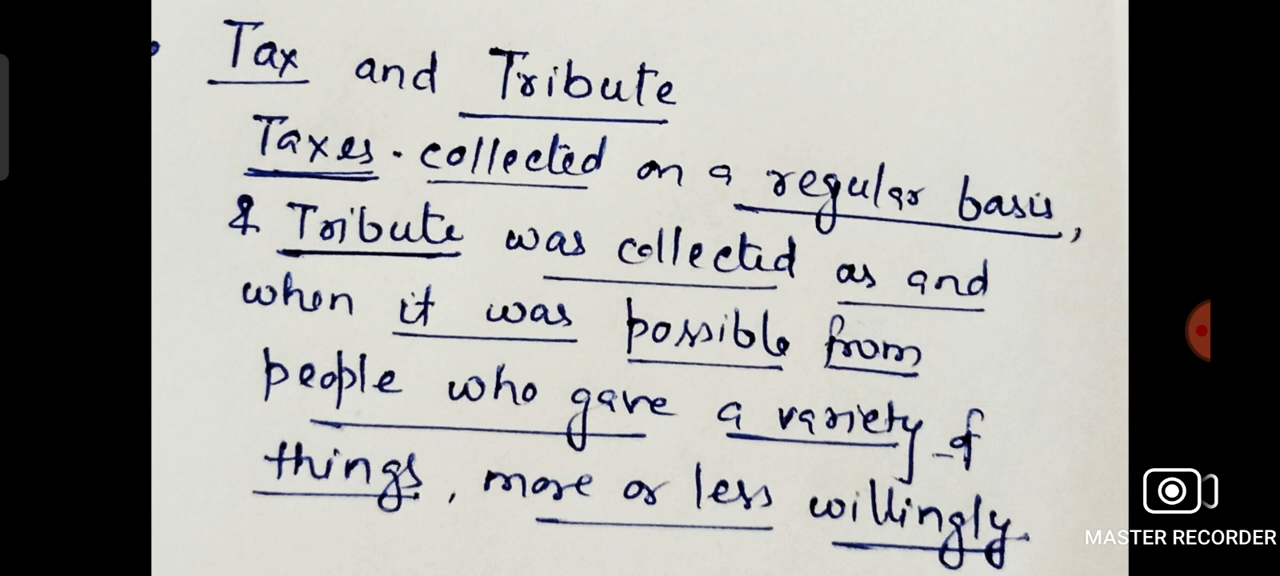 Tax and Tribute
Taxes - collected on a regular basis,
& Tribute was collected as and
when it was possible from
people who gave a variety of
things, more or less willingly.
MASTER RECORDER